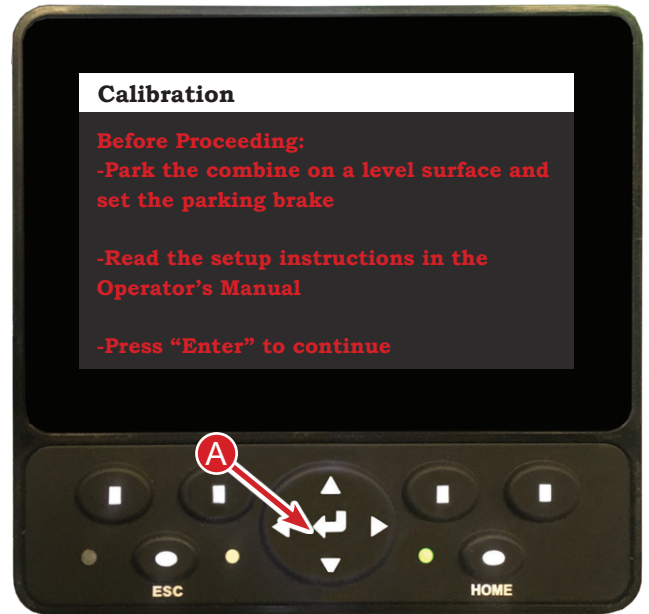 Calibration
Before Proceeding:
-Park the combine on a level surface and
set the parking brake
-Read the setup instructions in the
Operator’s Manual
-Press “Enter” to continue
A
ESC
HOME